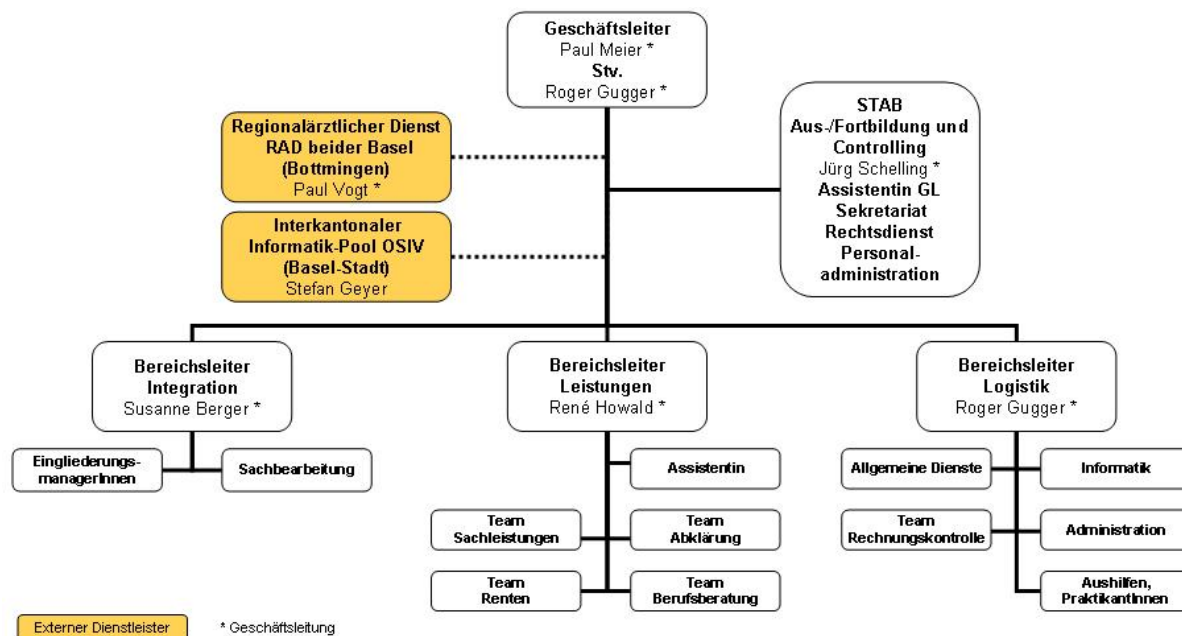 Geschäftsleiter
Paul Meier *
Stv.
Roger Gugger *
Regionalärztlicher Dienst
RAD beider Basel
(Bottmingen)
Paul Vogt *
STAB
Aus-/Fortbildung und
Controlling
Jürg Schelling *
Assistentin GL
Sekretariat
Rechtsdienst
Personal-
administration
Interkantonaler
Informatik-Pool OSIV
(Basel-Stadt)
Stefan Geyer
Bereichsleiter
Integration
Susanne Berger *
Bereichsleiter
Leistungen
René Howald *
Bereichsleiter
Logistik
Roger Gugger *
Eingliederungs-
managerInnen
Sachbearbeitung
Assistentin
Team
Sachleistungen
Team
Abklärung
Team
Renten
Team
Berufsberatung
Allgemeine Dienste
Informatik
Team
Rechnungskontrolle
Administration
Aushilfen,
PraktikantInnen
Externer Dienstleister
* Geschäftsleitung